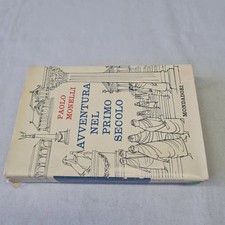 PAOLO
MONELLI
AVVENTURA
NEL
PRIMO
SECOLO
MONDADORI